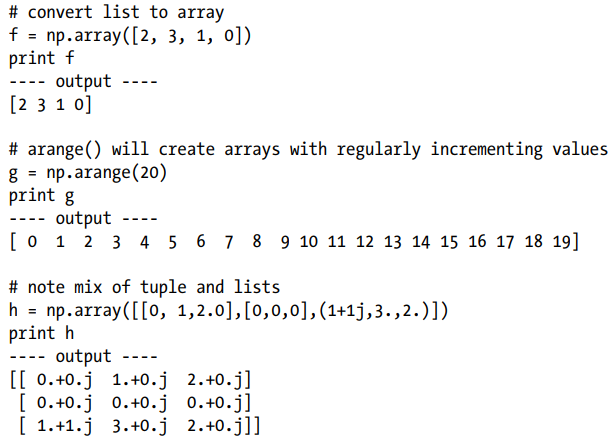 # convert list to array
f = np.array([2, 3, 1, 0])
print f
---- output ----
[2 3 1 0]

# arange() will create arrays with regularly incrementing values
g = np.arange(20)
print g
---- output ----
[ 0  1  2  3  4  5  6  7  8  9 10 11 12 13 14 15 16 17 18 19]

# note mix of tuple and lists
h = np.array([[0, 1,2.0],[0,0,0],(1+1j,3.,2.)])
print h
---- output ----
[[ 0.+0.j  1.+0.j  2.+0.j]
 [ 0.+0.j  0.+0.j  0.+0.j]
 [ 1.+1.j  3.+0.j  2.+0.j]]